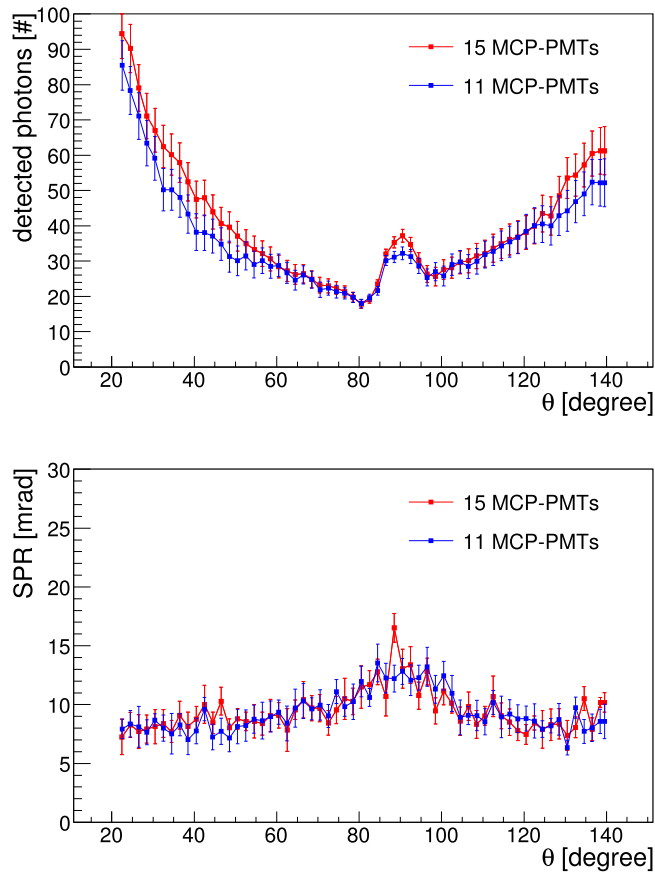 detected photons [#]
100
90
80
70
60
50
40
30
20
10
0
15 MCP-PMTs
11 MCP-PMTs
20 40 60 80 100 120 140
θ [degree]
SPR [mrad]
30
25
20
15
10
5
0
15 MCP-PMTs
11 MCP-PMTs
20 40 60 80 100 120 140
θ [degree]